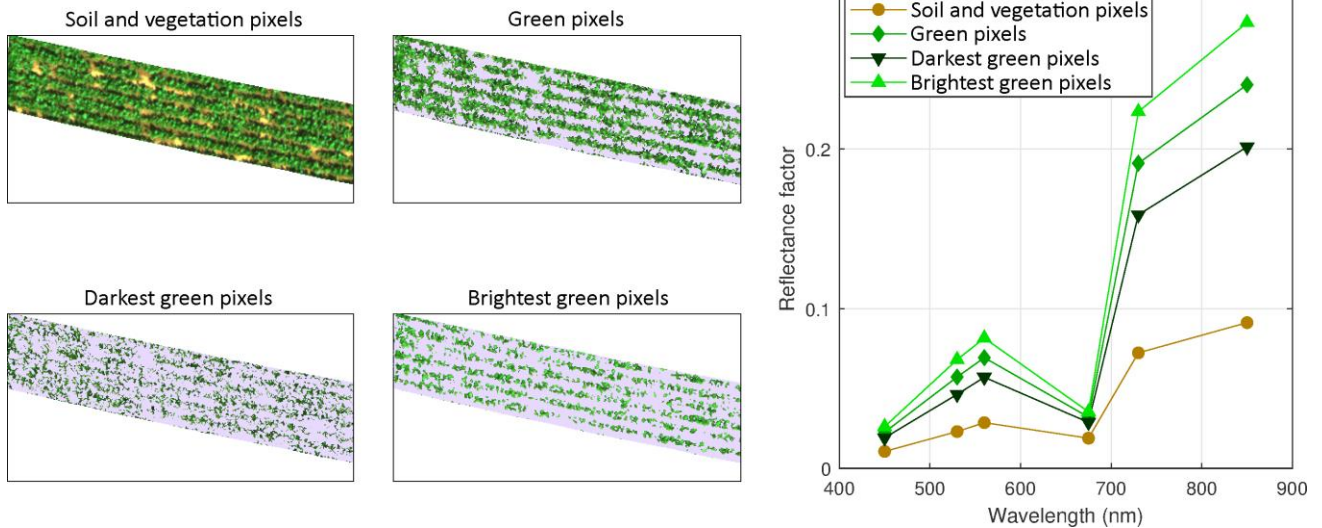 Soil and vegetation pixels
Green pixels
Darkest green pixels
Brightest green pixels
Soil and vegetation pixels
Green pixels
Darkest green pixels
Brightest green pixels
Reflectance factor
0.2
0.1
0
400 500 600 700 800 900
Wavelength (nm)